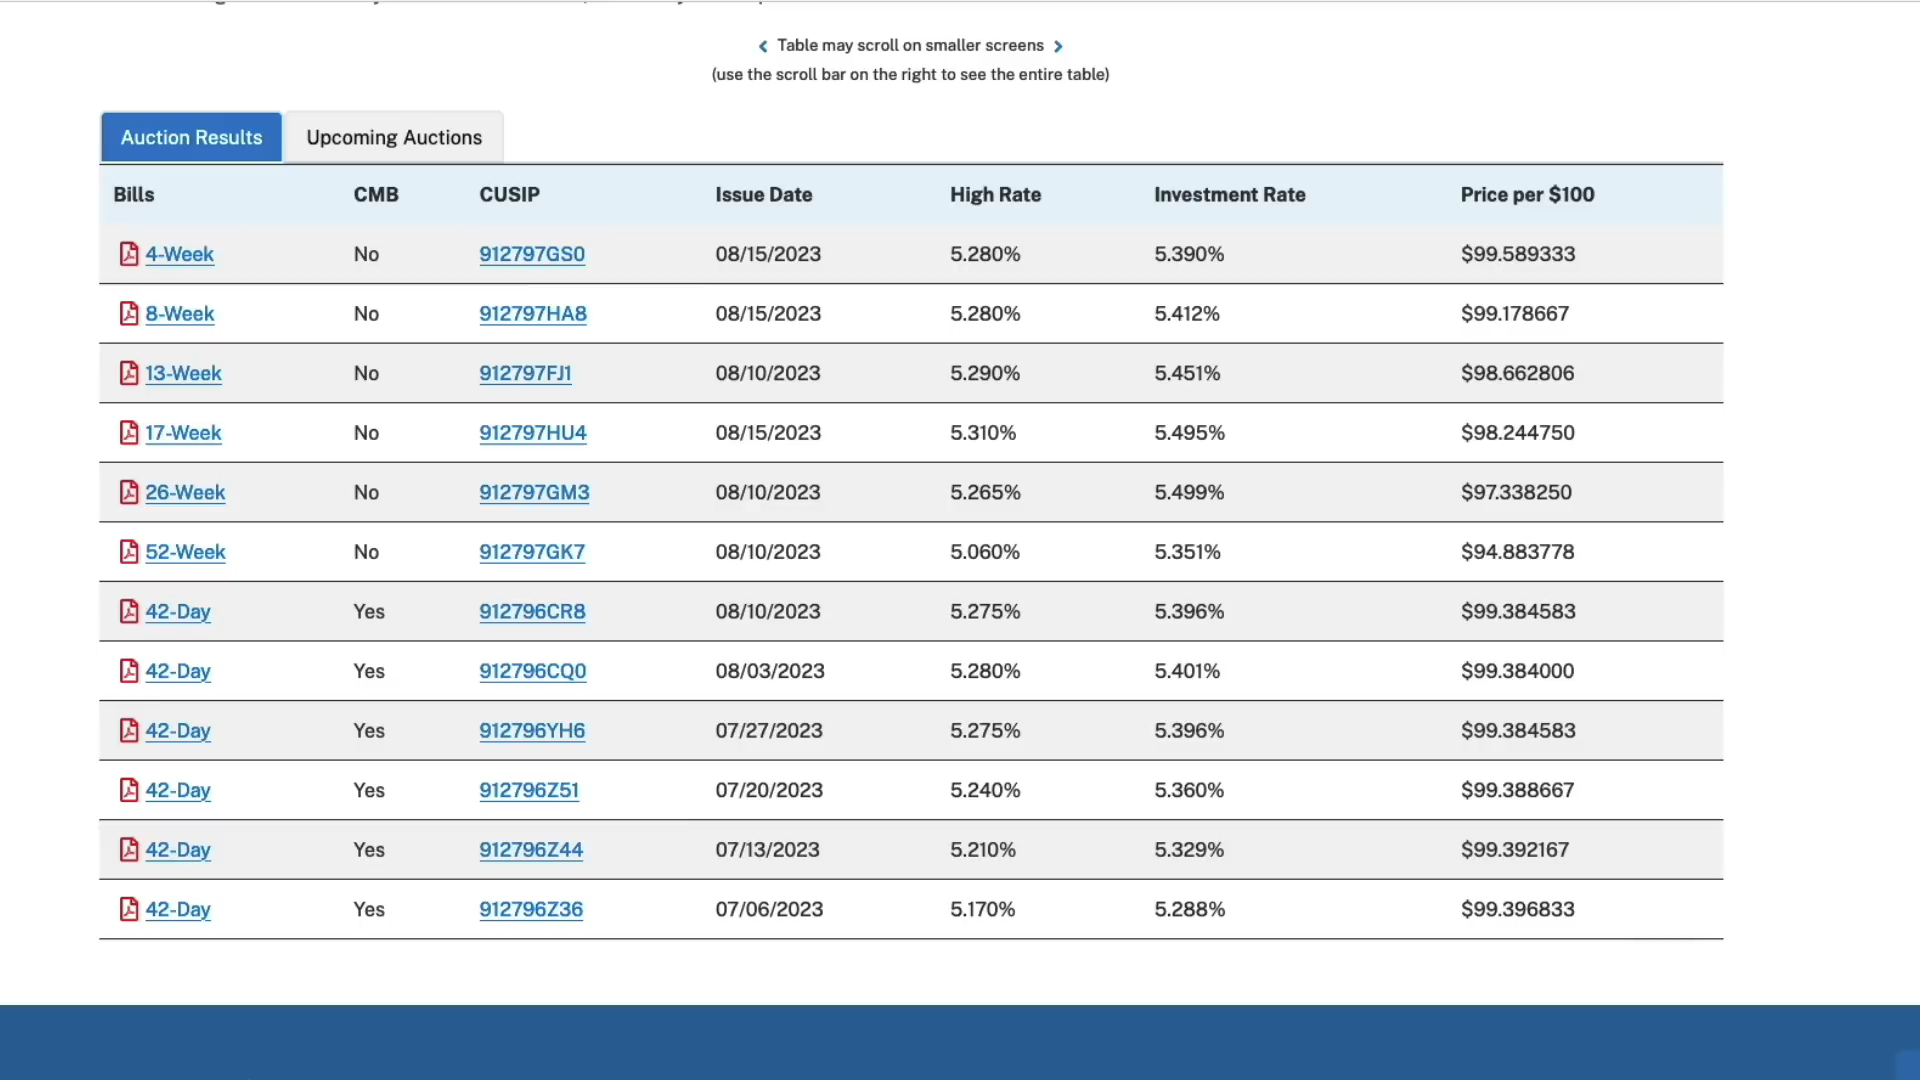 Table may scroll on smaller screens
(use the scroll bar on the right to see the entire table)
Auction Results Upcoming Auctions
Bills CMB CUSIP Issue Date High Rate Investment Rate Price per $100
4-Week No 912797GS0 08/15/2023 5.280% 5.390% $99.589333
8-Week No 912797HA8 08/15/2023 5.280% 5.412% $99.178667
13-Week No 912797FJ1 08/10/2023 5.290% 5.451% $98.662806
17-Week No 912797HU4 08/15/2023 5.310% 5.495% $98.244750
26-Week No 912797GM3 08/10/2023 5.265% 5.499% $97.338250
52-Week No 912797GK7 08/10/2023 5.060% 5.351% $94.883778
42-Day Yes 912796CR8 08/10/2023 5.275% 5.396% $99.384583
42-Day Yes 912796CQ0 08/03/2023 5.280% 5.401% $99.384000
42-Day Yes 912796YH6 07/27/2023 5.275% 5.396% $99.384583
42-Day Yes 912796Z51 07/20/2023 5.240% 5.360% $99.388667
42-Day Yes 912796Z44 07/13/2023 5.210% 5.329% $99.392167
42-Day Yes 912796Z36 07/06/2023 5.170% 5.288% $99.396833